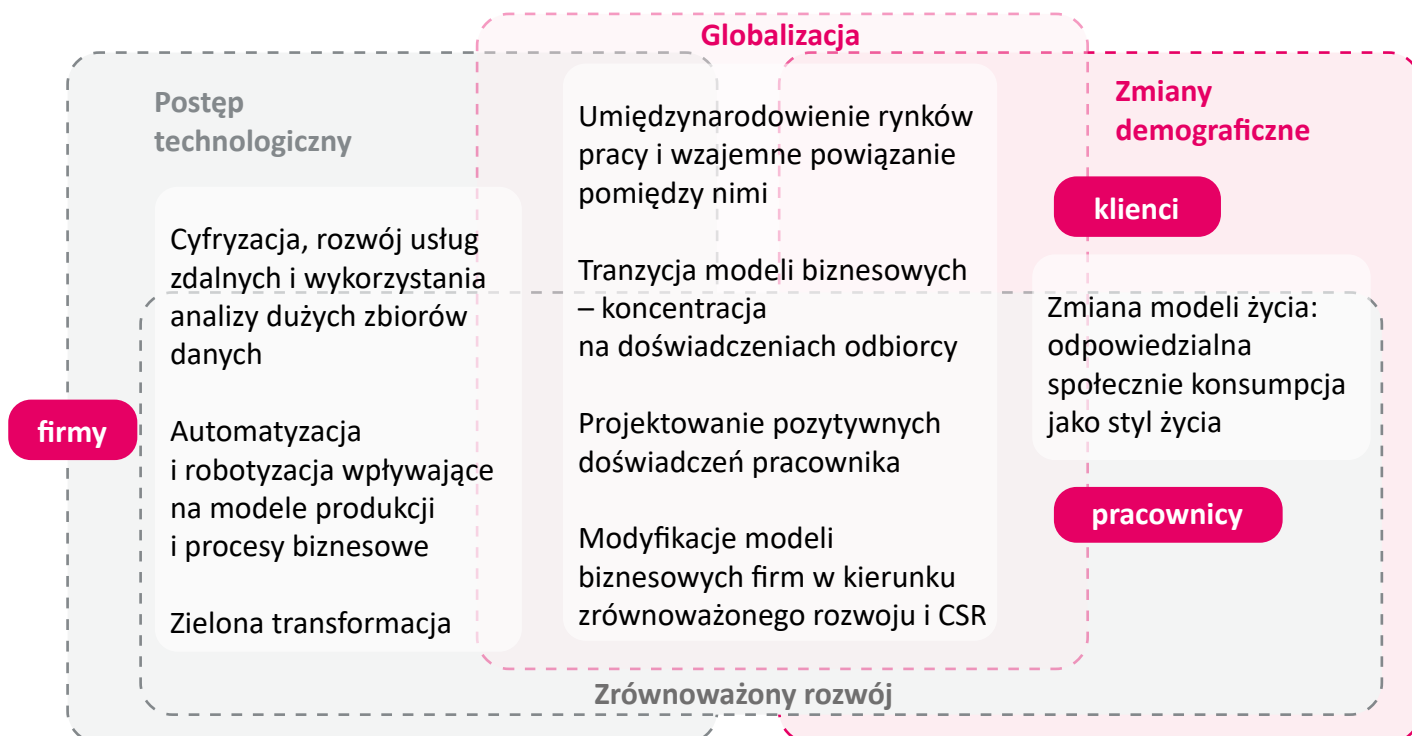 Globalizacja
Postęp
technologiczny
Cyfryzacja, rozwój usług
zdalnych i wykorzystania
analizy dużych zbiorów
danych
Automatyzacja
i robotyzacja wpływające
na modele produkcji
i procesy biznesowe
Zielona transformacja
firmy
Umiędzynarodowienie rynków
pracy i wzajemne powiązanie
pomiędzy nimi
Tranzycja modeli biznesowych
– koncentracja
na doświadczeniach odbiorcy
Projektowanie pozytywnych
doświadczeń pracownika
Modyfikacje modeli
biznesowych firm w kierunku
zrównoważonego rozwoju i CSR
Zmiany
demograficzne
klienci
Zmiana modeli życia:
odpowiedzialna
społecznie konsumpcja
jako styl życia
pracownicy
Zrównoważony rozwój